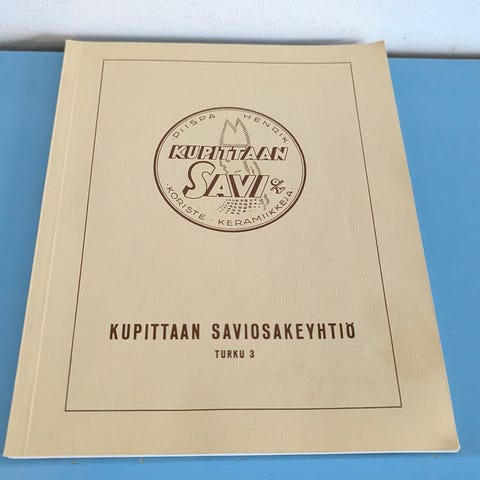 PIISPA HENRIK
KUPITTAAN
SAVI O/Y
KORISTE - KERAMIIKKEJA
KUPITTAAN SAVIOSAKEYHTIÖ
TURKU 3